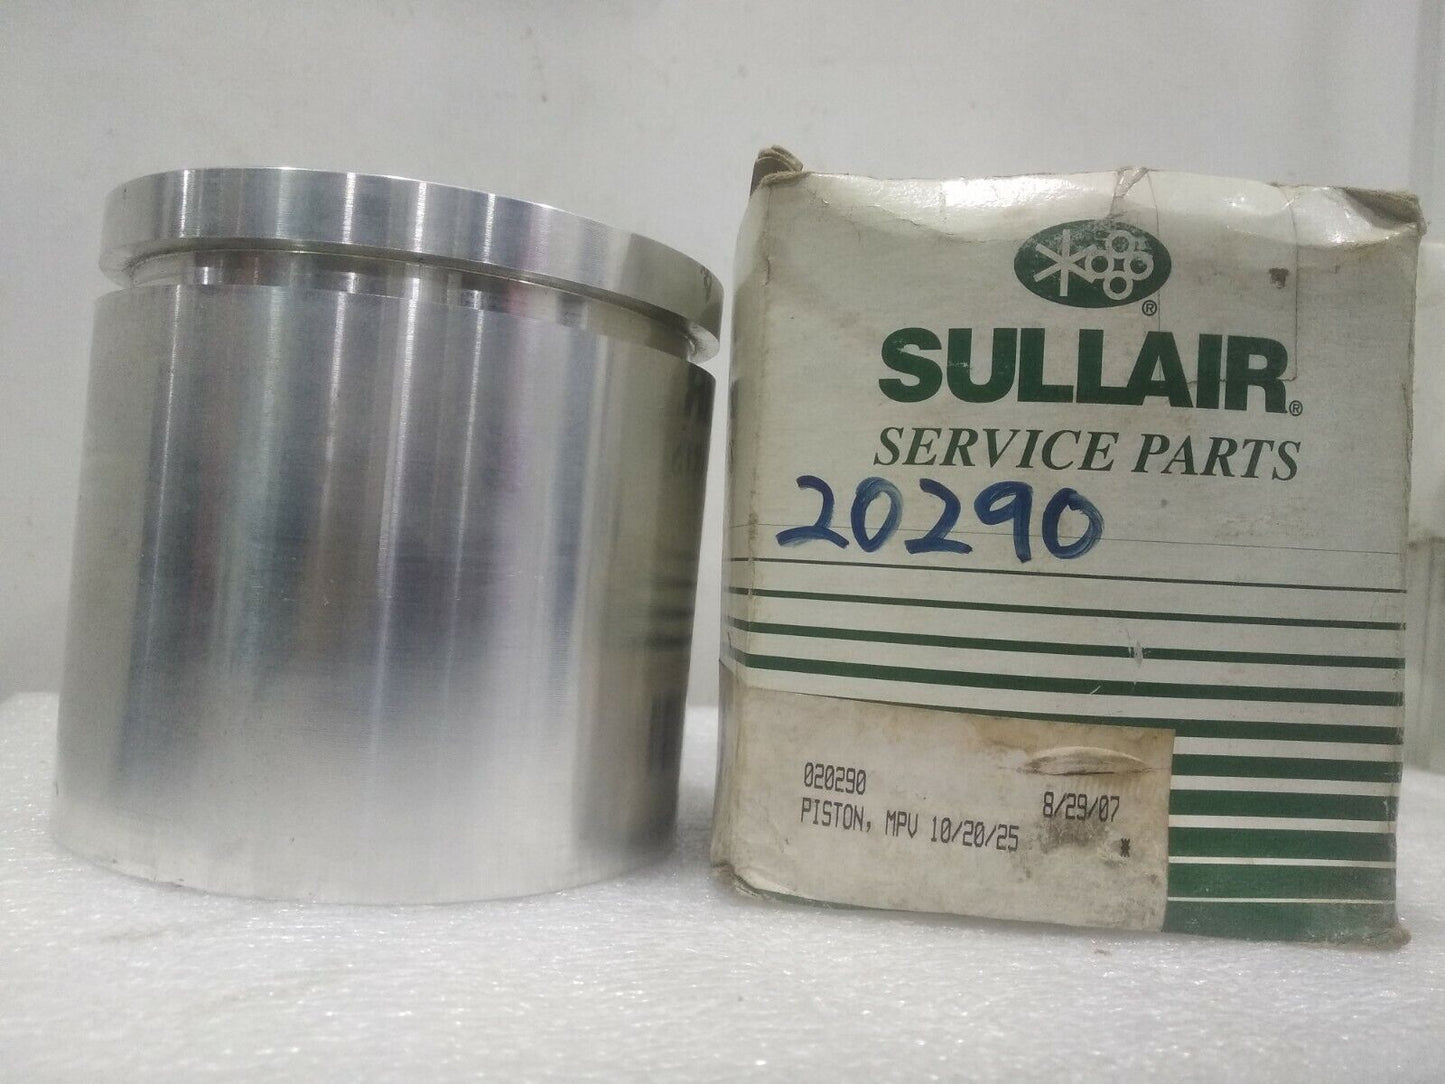 ®
SULLAIR®
SERVICE PARTS
20290
020290
8/29/07
PISTON, MPV 10/20/25
*